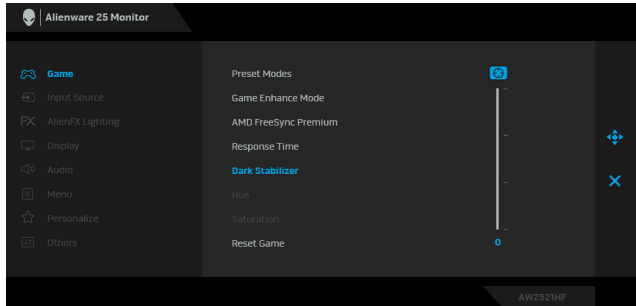 Alienware 25 Monitor
Game
Input Source
AlienFX Lighting
Display
Audio
Menu
Personalize
Others
Preset Modes
Game Enhance Mode
AMD FreeSync Premium
Response Time
Dark Stabilizer
Hue
Saturation
Reset Game
0
AW2521HF